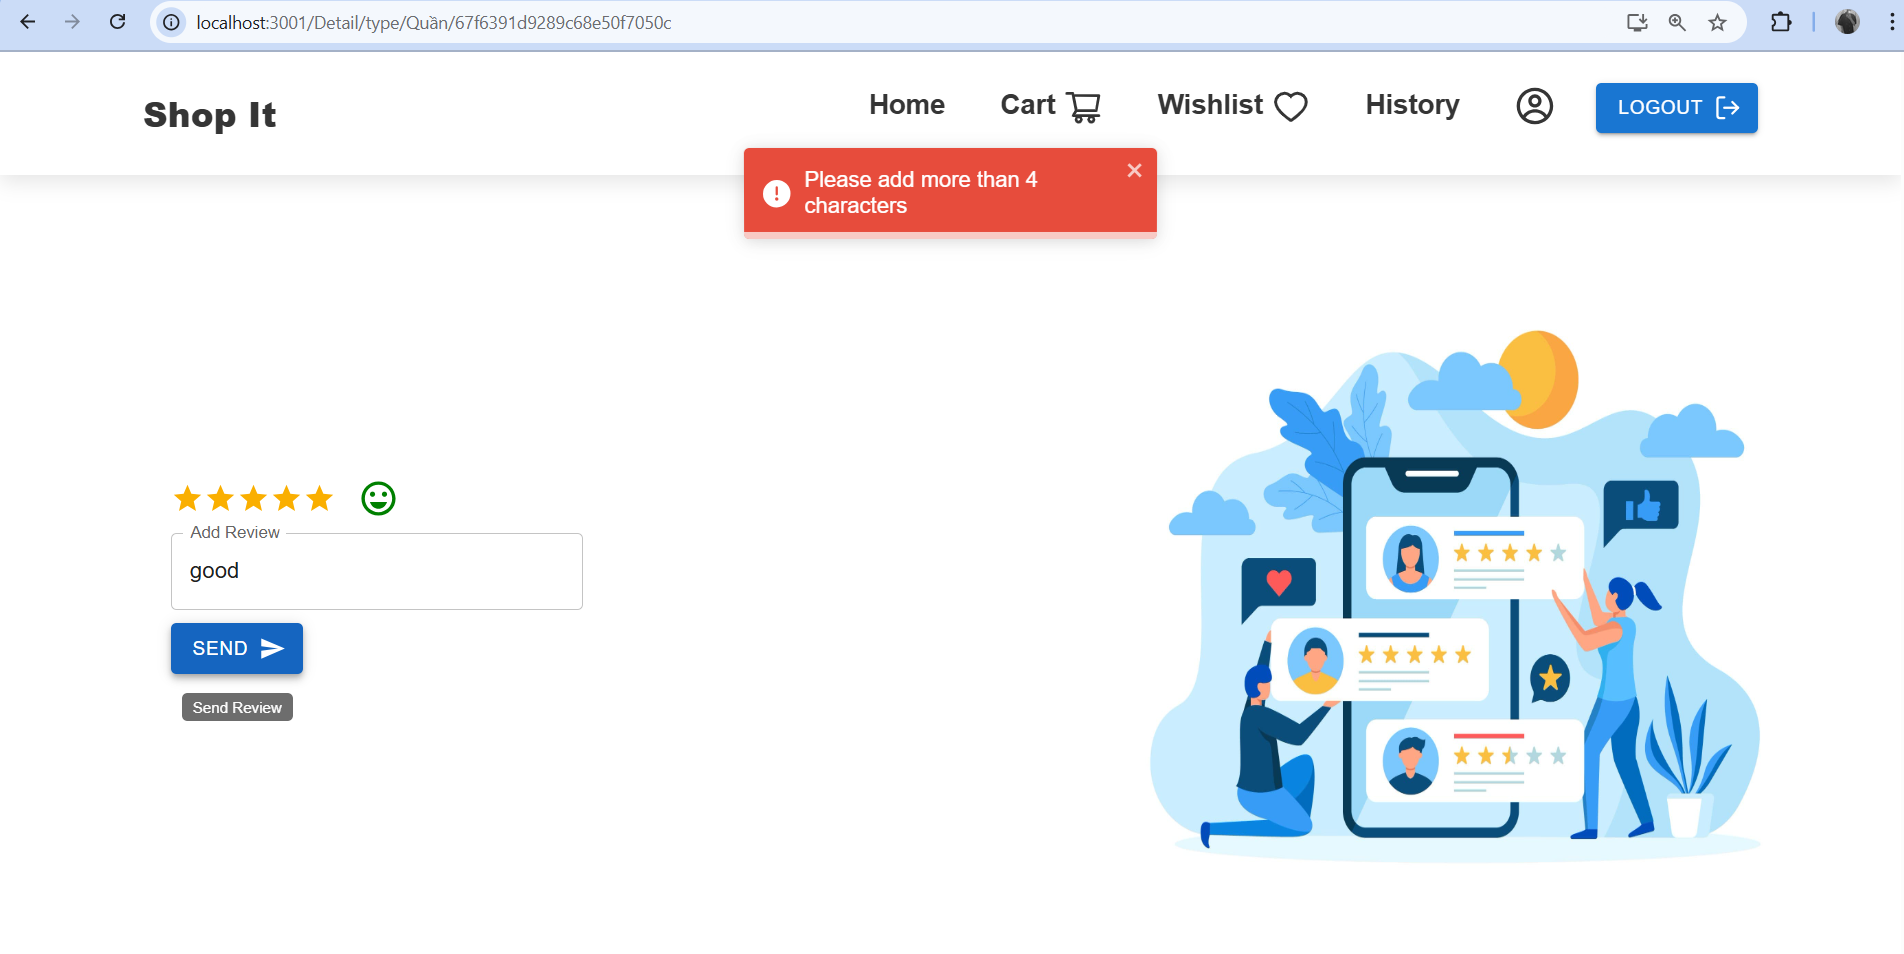 localhost:3001/Detail/type/Quần/67f6391d9289c68e50f7050c
Shop It
Home
Cart
Wishlist
History
LOGOUT
Please add more than 4
characters
Add Review
good
SEND
Send Review